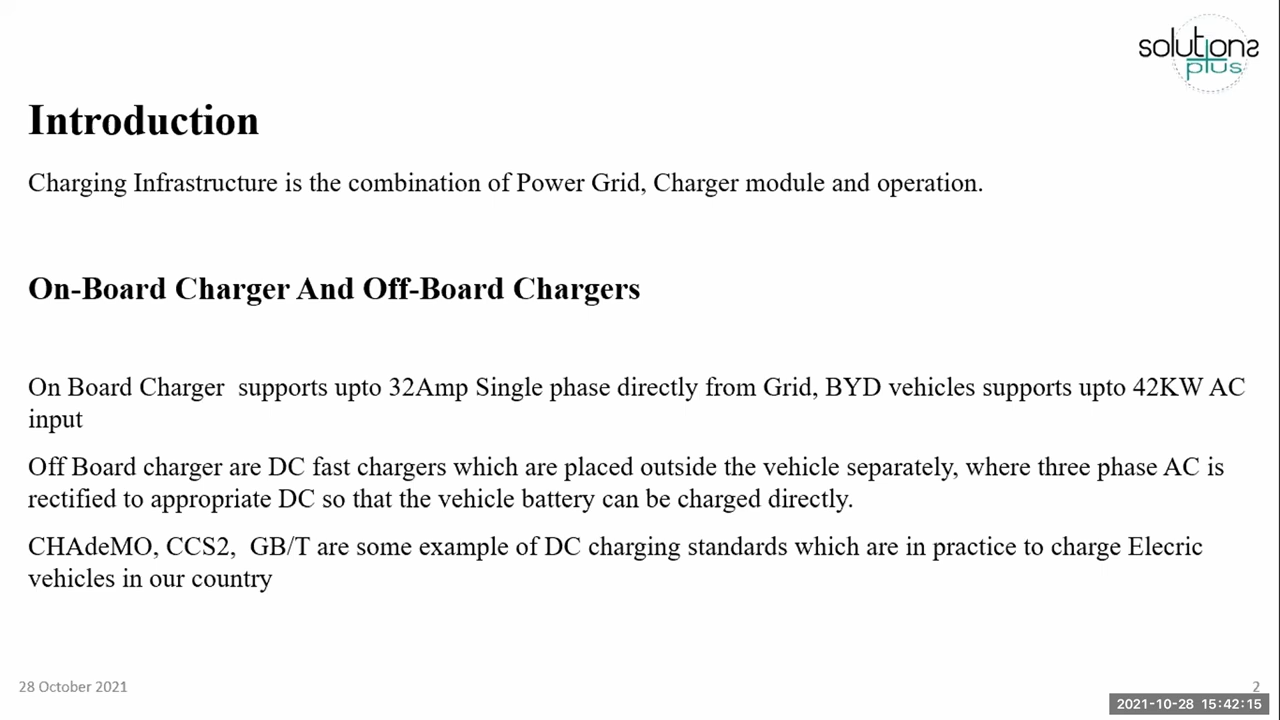 solutions
plus
Introduction
Charging Infrastructure is the combination of Power Grid, Charger module and operation.
On-Board Charger And Off-Board Chargers
On Board Charger  supports upto 32Amp Single phase directly from Grid, BYD vehicles supports upto 42KW AC
input
Off Board charger are DC fast chargers which are placed outside the vehicle separately, where three phase AC is
rectified to appropriate DC so that the vehicle battery can be charged directly.
CHAdeMO, CCS2,  GB/T are some example of DC charging standards which are in practice to charge Elecric
vehicles in our country
28 October 2021
2
2021-10-28 15:42:15